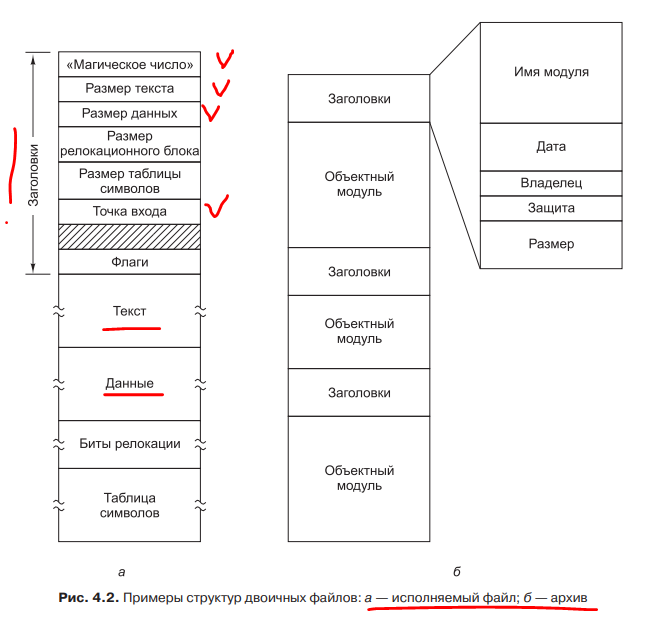 «Магическое число»
Размер текста
Размер данных
Размер
релокационного блока
Размер таблицы
символов
Точка входа
Флаги
Заголовки
Текст
Данные
Биты релокации
Таблица
символов
а
Заголовки
Объектный
модуль
Заголовки
Объектный
модуль
Заголовки
Объектный
модуль
Имя модуля
Дата
Владелец
Защита
Размер
б
Рис. 4.2. Примеры структур двоичных файлов: а — исполняемый файл; б — архив